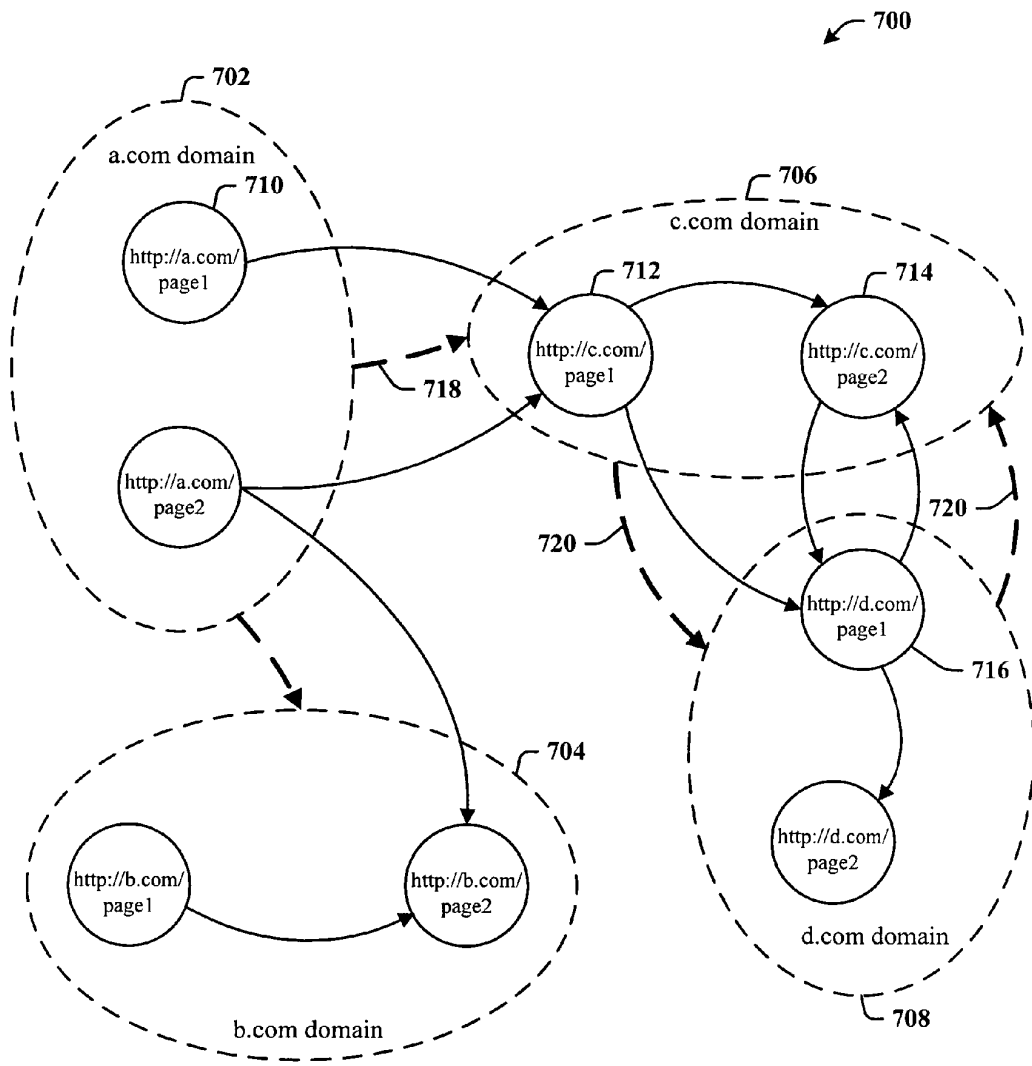 700
702
a.com domain
710
http://a.com/
page1
706
c.com domain
712
714
http://c.com/
page1
http://c.com/
page2
718
http://a.com/
page2
720
720
http://d.com/
page1
716
704
http://b.com/
page1
http://b.com/
page2
http://d.com/
page2
d.com domain
b.com domain
708